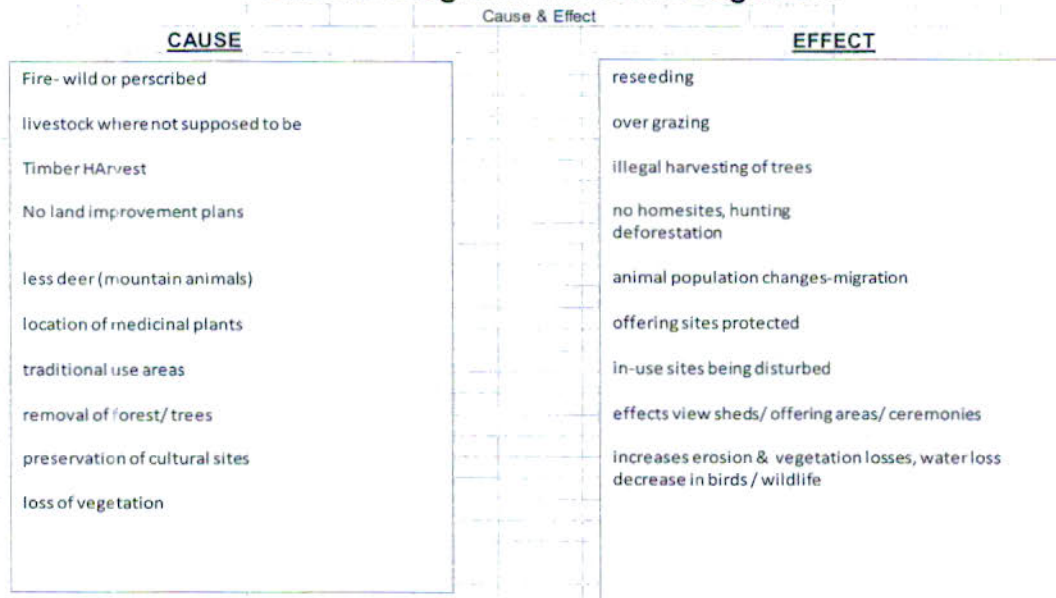 Cause & Effect
CAUSE
Fire- wild or perscribed
livestock where not supposed to be
Timber HArvest
No land improvement plans
less deer (mountain animals)
location of medicinal plants
traditional use areas
removal of forest/ trees
preservation of cultural sites
loss of vegetation
EFFECT
reseeding
over grazing
illegal harvesting of trees
no homesites, hunting
deforestation
animal population changes-migration
offering sites protected
in-use sites being disturbed
effects view sheds/ offering areas/ ceremonies
increases erosion & vegetation losses, water loss
decrease in birds / wildlife